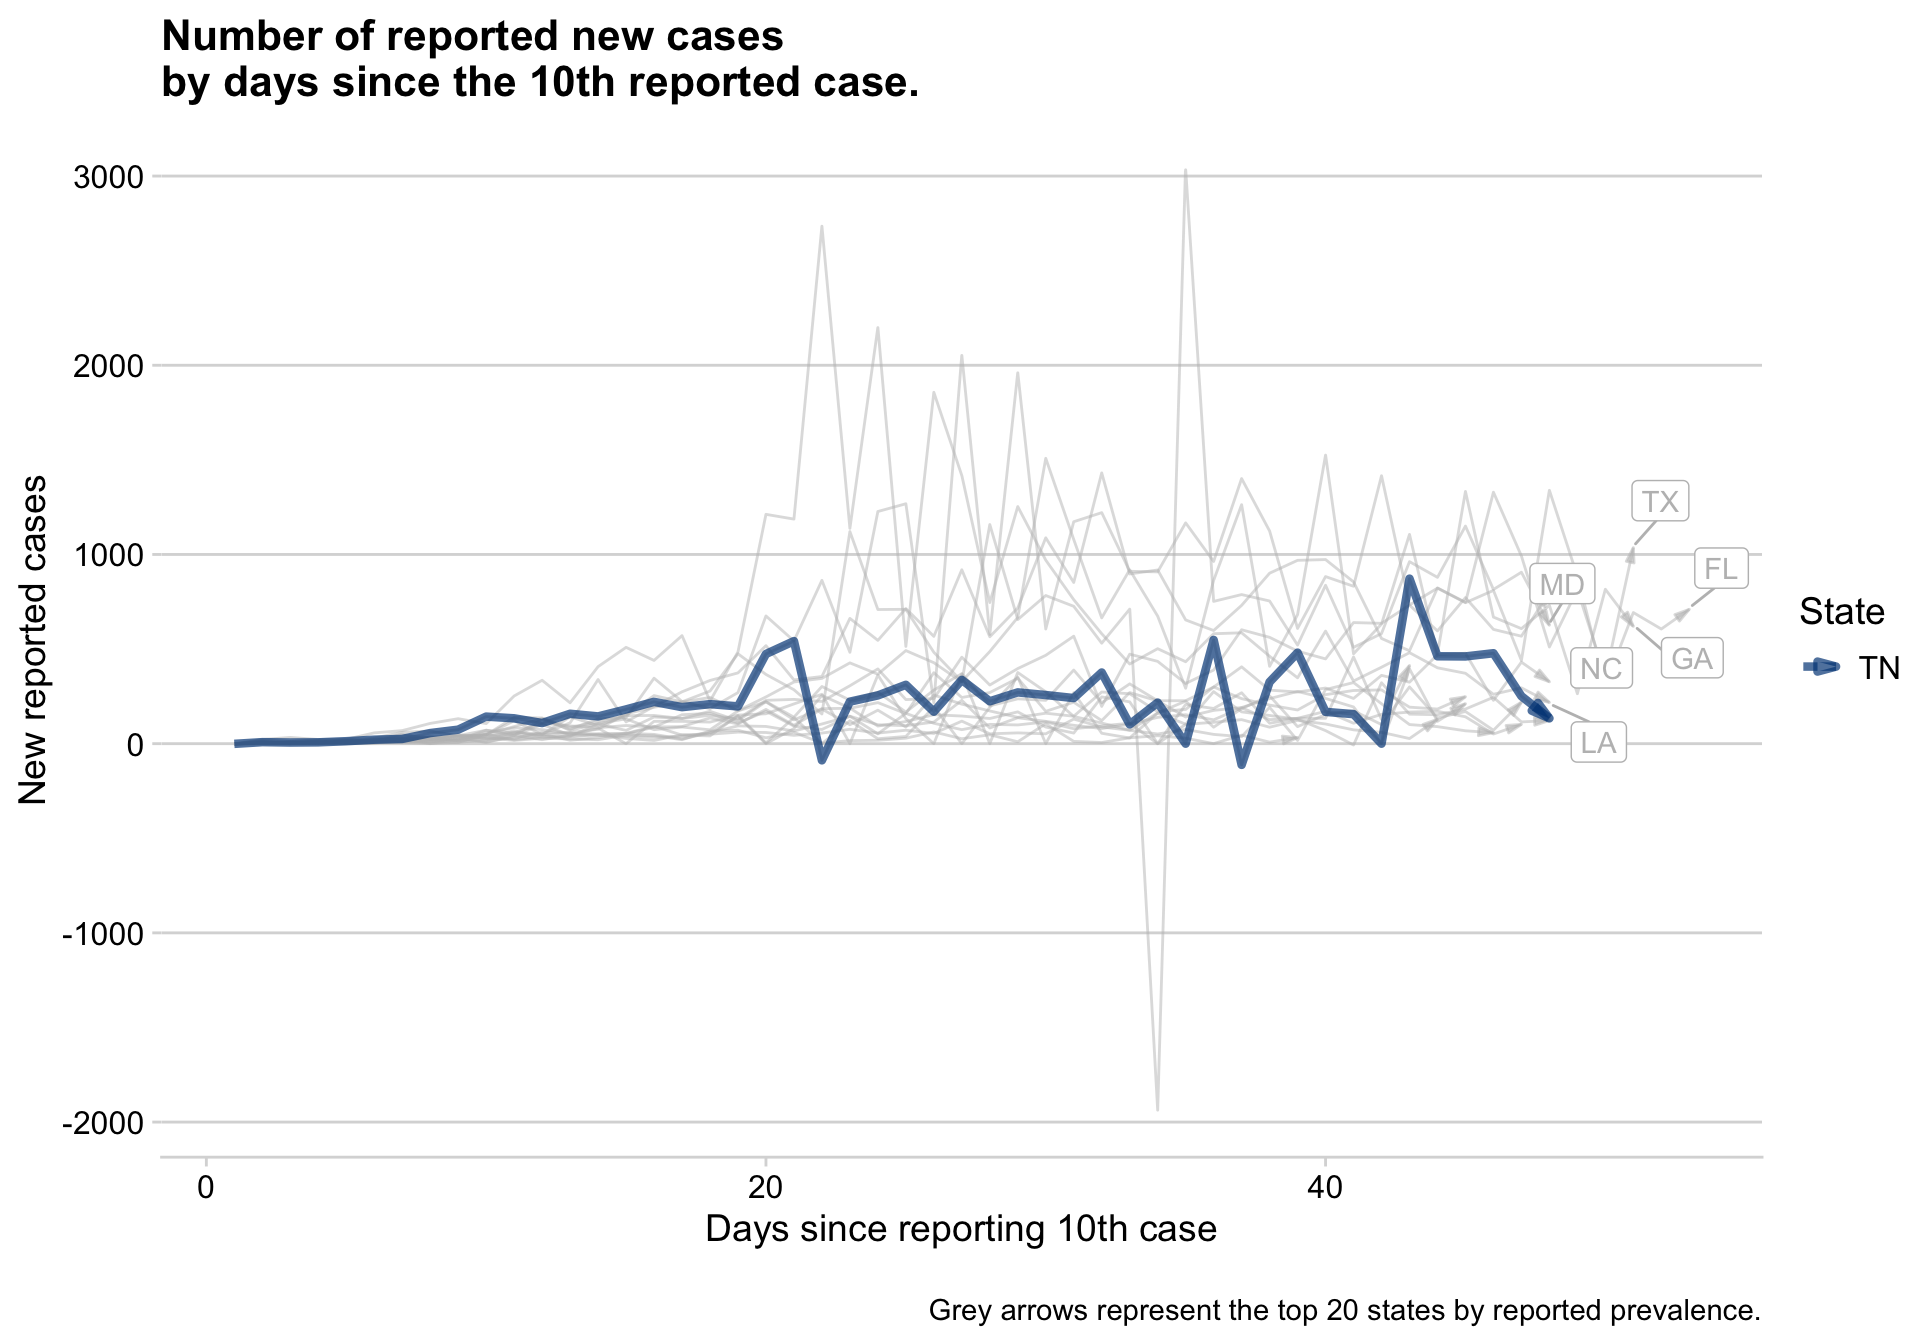 Number of reported new cases
by days since the 10th reported case.
New reported cases
3000
2000
1000
0
-1000
-2000
TX
FL
MD
GA
NC
LA
State
TN
0
20
40
Days since reporting 10th case
Grey arrows represent the top 20 states by reported prevalence.